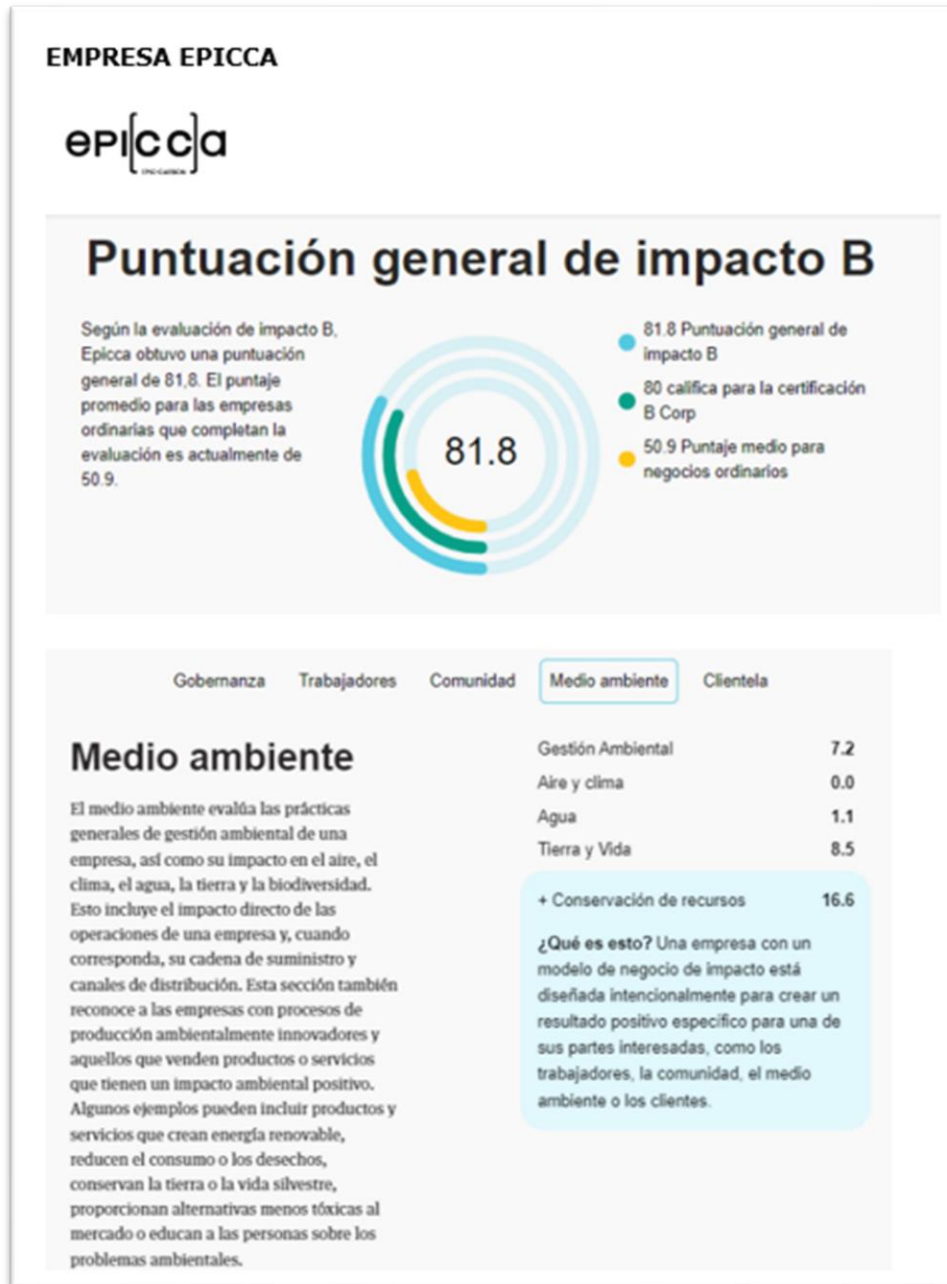 EMPRESA EPICCA
ePI[cc]a
Puntuación general de impacto B
Según la evaluación de impacto B,
Epicca obtuvo una puntuación
general de 81,8. El puntaje
promedio para las empresas
ordinarias que completan la
evaluación es actualmente de
50.9.
81.8
81.8 Puntuación general de
impacto B
80 califica para la certificación
B Corp
50.9 Puntaje medio para
negocios ordinarios
Gobernanza Trabajadores Comunidad Medio ambiente Clientela
Medio ambiente
El medio ambiente evalúa las prácticas
generales de gestión ambiental de una
empresa, así como su impacto en el aire, el
clima, el agua, la tierra y la biodiversidad.
Esto incluye el impacto directo de las
operaciones de una empresa y, cuando
corresponda, su cadena de suministro y
canales de distribución. Esta sección también
reconoce a las empresas con procesos de
producción ambientalmente innovadores y
aquellos que venden productos o servicios
que tienen un impacto ambiental positivo.
Algunos ejemplos pueden incluir productos y
servicios que crean energía renovable,
reducen el consumo o los desechos,
conservan la tierra o la vida silvestre,
proporcionan alternativas menos tóxicas al
mercado o educan a las personas sobre los
problemas ambientales.
Gestión Ambiental 7.2
Aire y clima 0.0
Agua 1.1
Tierra y Vida 8.5
+ Conservación de recursos 16.6
¿Qué es esto? Una empresa con un
modelo de negocio de impacto está
diseñada intencionalmente para crear un
resultado positivo específico para una de
sus partes interesadas, como los
trabajadores, la comunidad, el medio
ambiente o los clientes.